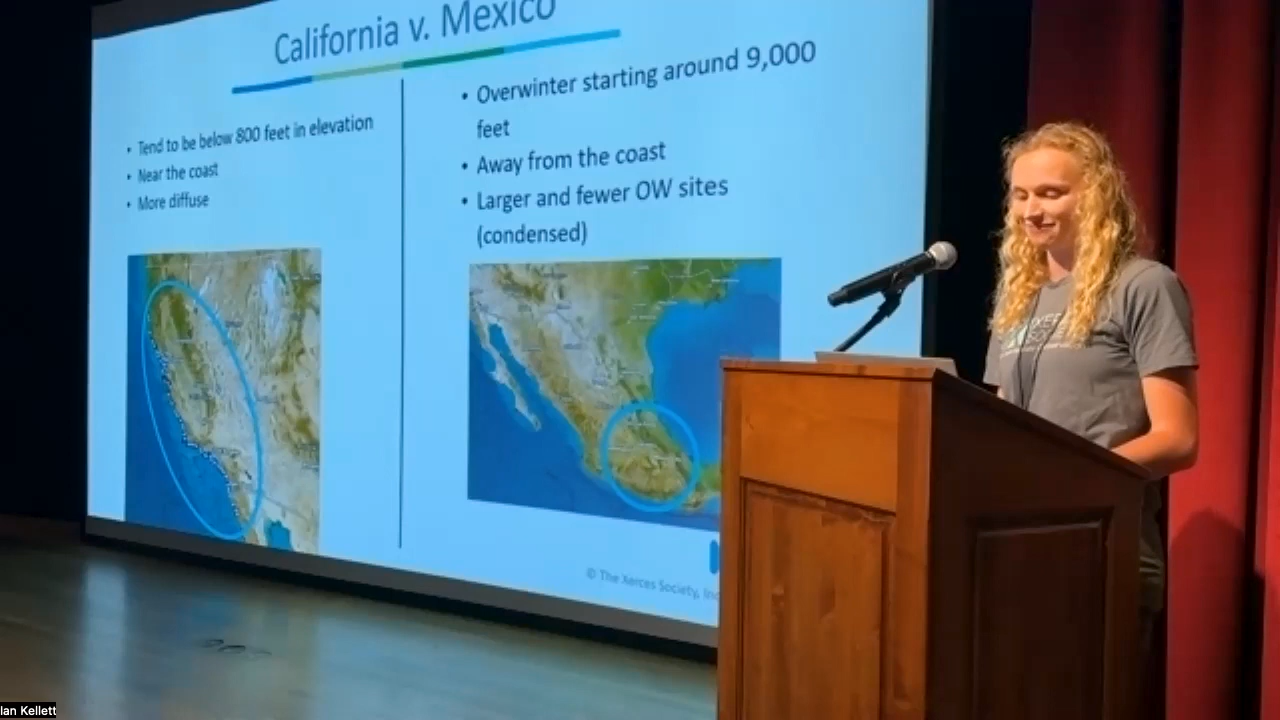 California v. Mexico
• Tend to be below 800 feet in elevation
• Near the coast
• More diffuse
• Overwinter starting around 9,000
feet
• Away from the coast
• Larger and fewer OW sites
(condensed)
© The Xerces Society, Inc
Ian Kellett